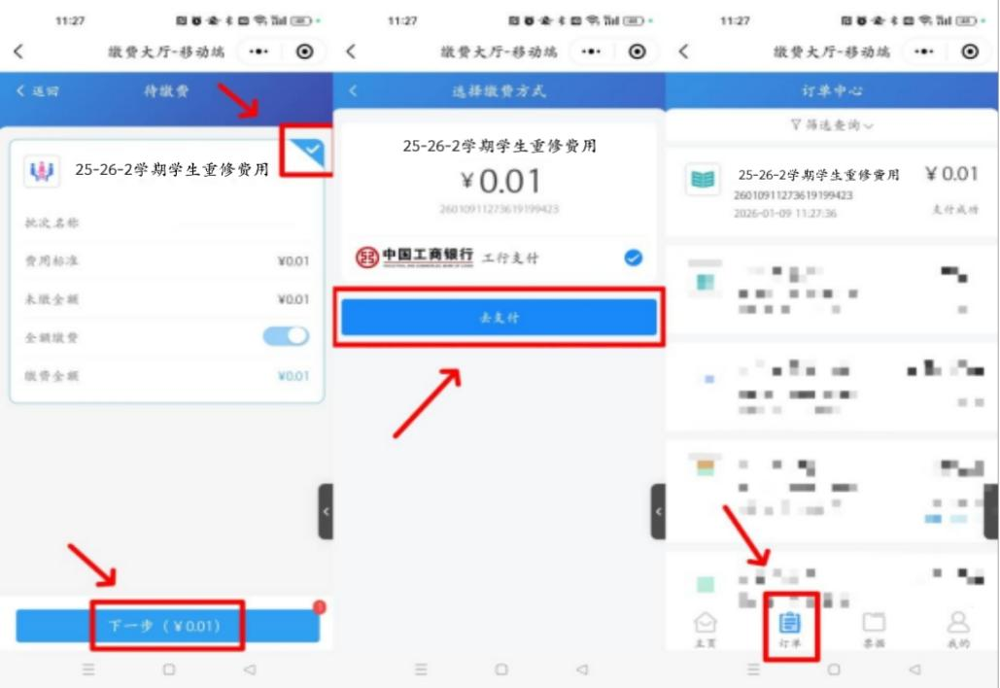 11:27
缴费大厅-移动端
返回
待缴费
25-26-2学期学生重修费用
批次名称
费用标准
¥0.01
未缴金额
¥0.01
全额缴费
缴费金额
¥0.01
下一步（¥0.01）
11:27
缴费大厅-移动端
选择缴费方式
25-26-2学期学生重修费用
¥0.01
26010911273619199423
中国工商银行 工行支付
去支付
11:27
缴费大厅-移动端
订单中心
筛选查询
25-26-2学期学生重修费用
¥0.01
26010911273619199423
2026-01-09 11:27:36
支付成功
主页
订单
票据
我的